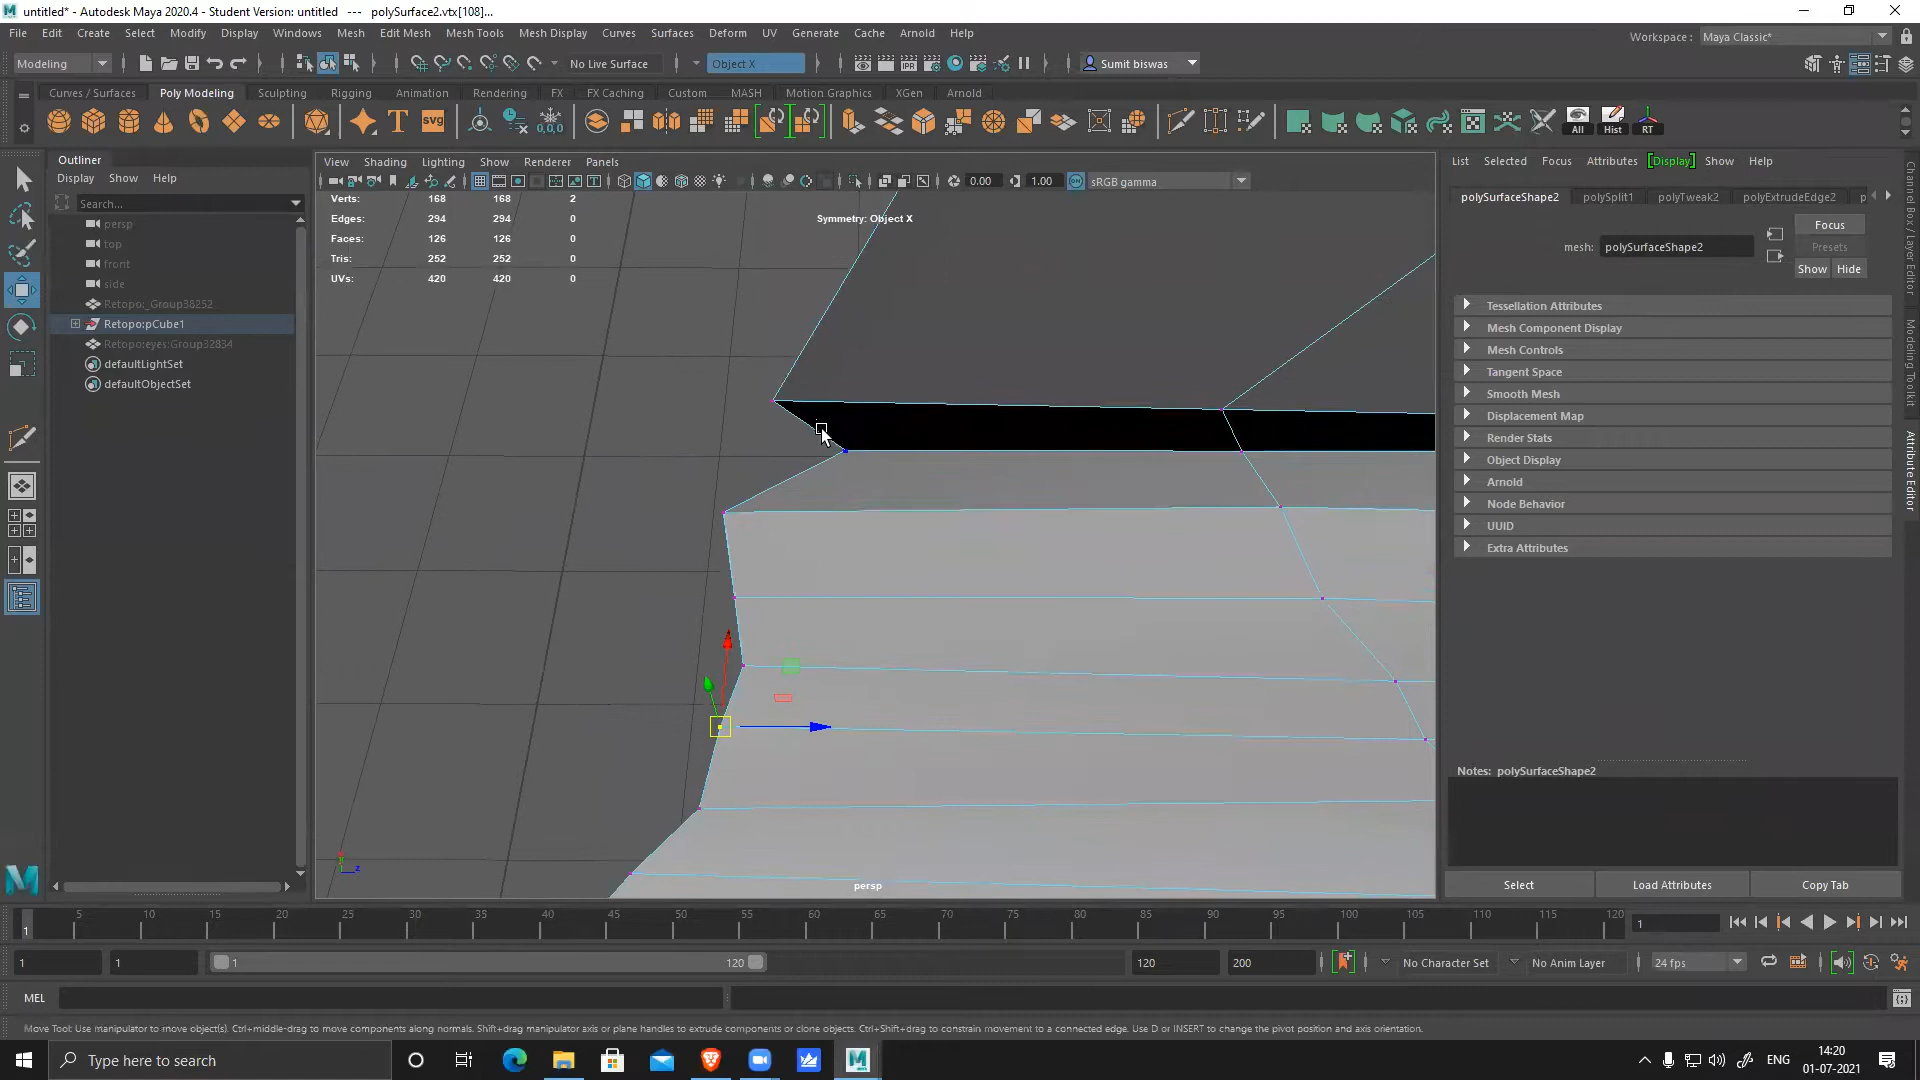 untitled* - Autodesk Maya 2020.4 - Student Version: untitled   ---   polySurface2.vtx[108]...
File Edit Create Select Modify Display Windows Mesh Edit Mesh Mesh Tools Mesh Display Curves Surfaces Deform UV Generate Cache Arnold Help
Workspace: Maya Classic*
Modeling No Live Surface Object X Sumit biswas
Curves / Surfaces Poly Modeling Sculpting Rigging Animation Rendering FX FX Caching Custom MASH Motion Graphics XGen Arnold
T SVG 0,0,0 All Hist RT
Outliner
Display Show Help
Search...
persp
top
front
side
Retopo:_Group38252
Retopo:pCube1
Retopo:eyes:Group32834
defaultLightSet
defaultObjectSet
View Shading Lighting Show Renderer Panels
0.00 1.00 sRGB gamma
Verts: 168 168 2
Edges: 294 294 0
Faces: 126 126 0
Tris: 252 252 0
UVs: 420 420 0
Symmetry: Object X
persp
List Selected Focus Attributes [Display] Show Help
polySurfaceShape2 polySplit1 polyTweak2 polyExtrudeEdge2 p
mesh: polySurfaceShape2
Focus
Presets
Show Hide
Tessellation Attributes
Mesh Component Display
Mesh Controls
Tangent Space
Smooth Mesh
Displacement Map
Render Stats
Object Display
Arnold
Node Behavior
UUID
Extra Attributes
Notes: polySurfaceShape2
Select Load Attributes Copy Tab
Channel Box / Layer Editor
Modeling Toolkit
Attribute Editor
1 5 10 15 20 25 30 35 40 45 50 55 60 65 70 75 80 85 90 95 100 105 110 115 120 1
1 1 1 120 120 200 No Character Set No Anim Layer 24 fps
MEL
Move Tool: Use manipulator to move object(s). Ctrl+middle-drag to move components along normals. Shift+drag manipulator axis or plane handles to extrude components or clone objects. Ctrl+Shift+drag to constrain movement to a connected edge. Use D or INSERT to change the pivot position and axis orientation.
Type here to search
ENG
14:20
01-07-2021